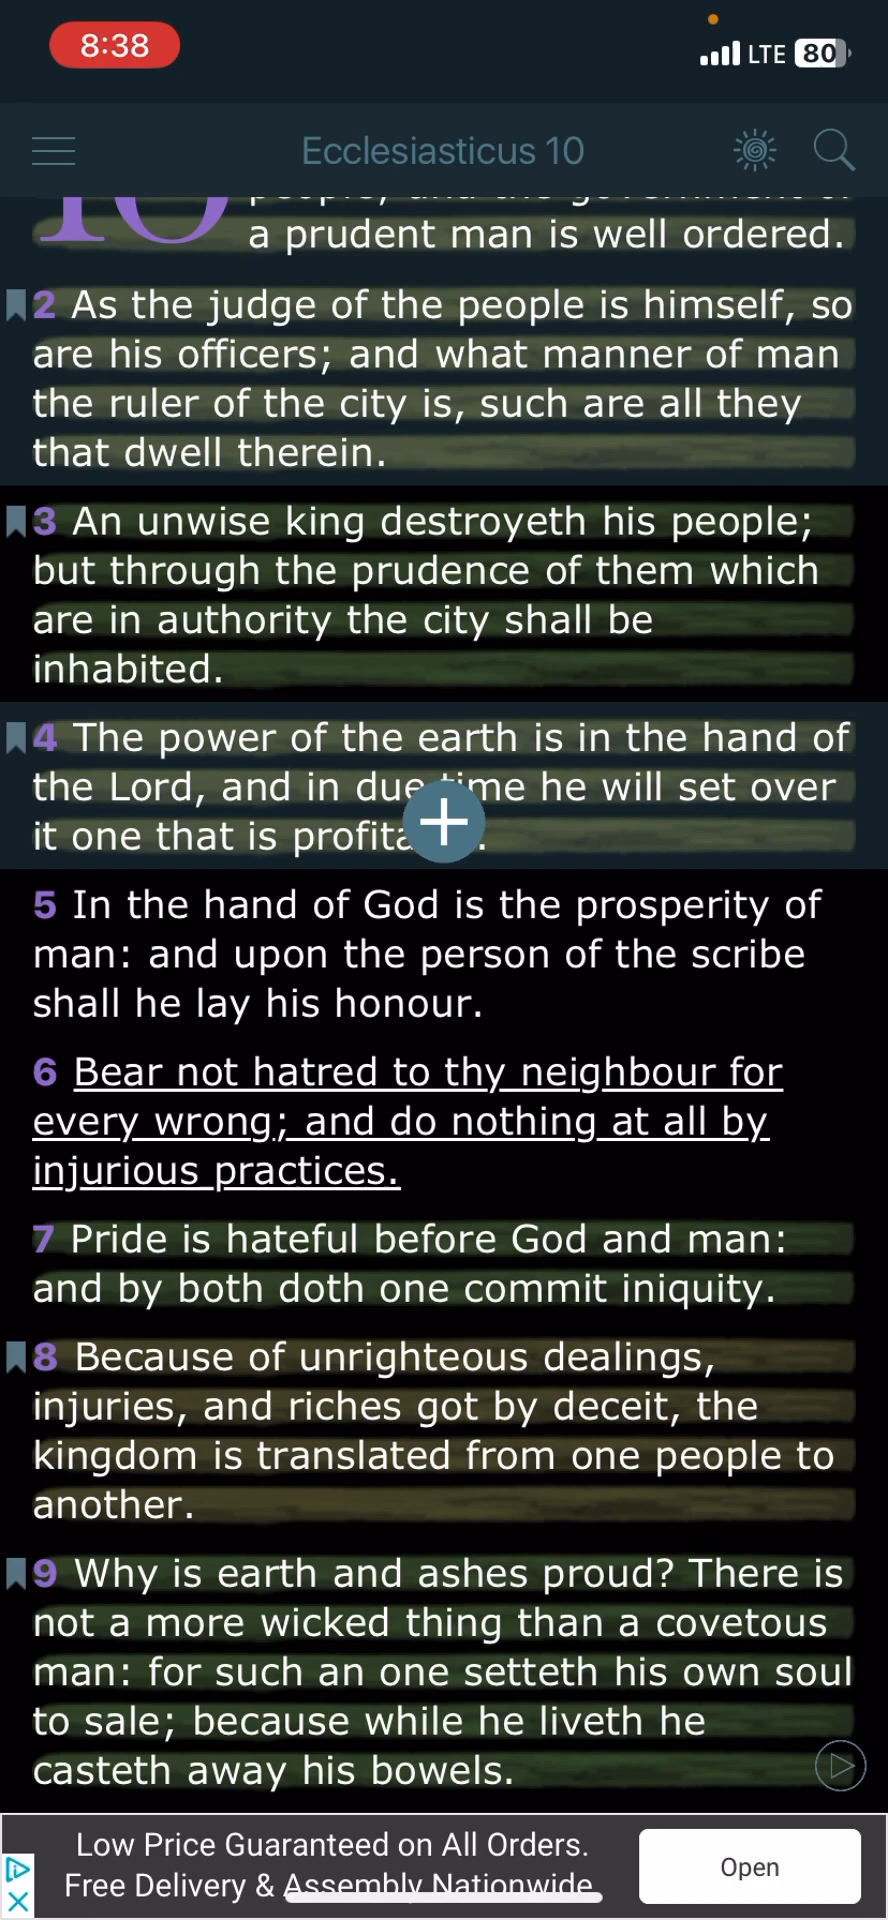 8:38
LTE 80
Ecclesiasticus 10
10
a prudent man is well ordered.
2 As the judge of the people is himself, so
are his officers; and what manner of man
the ruler of the city is, such are all they
that dwell therein.
3 An unwise king destroyeth his people;
but through the prudence of them which
are in authority the city shall be
inhabited.
4 The power of the earth is in the hand of
the Lord, and in due time he will set over
it one that is
5 In the hand of God is the prosperity of
man: and upon the person of the scribe
shall he lay his honour.
6 Bear not hatred to thy neighbour for
every wrong; and do nothing at all by
injurious practices.
7 Pride is hateful before God and man:
and by both doth one commit iniquity.
8 Because of unrighteous dealings,
injuries, and riches got by deceit, the
kingdom is translated from one people to
another.
9 Why is earth and ashes proud? There is
not a more wicked thing than a covetous
man: for such an one setteth his own soul
to sale; because while he liveth he
casteth away his bowels.
Low Price Guaranteed on All Orders.
Free Delivery & Assembly Nationwide
Open